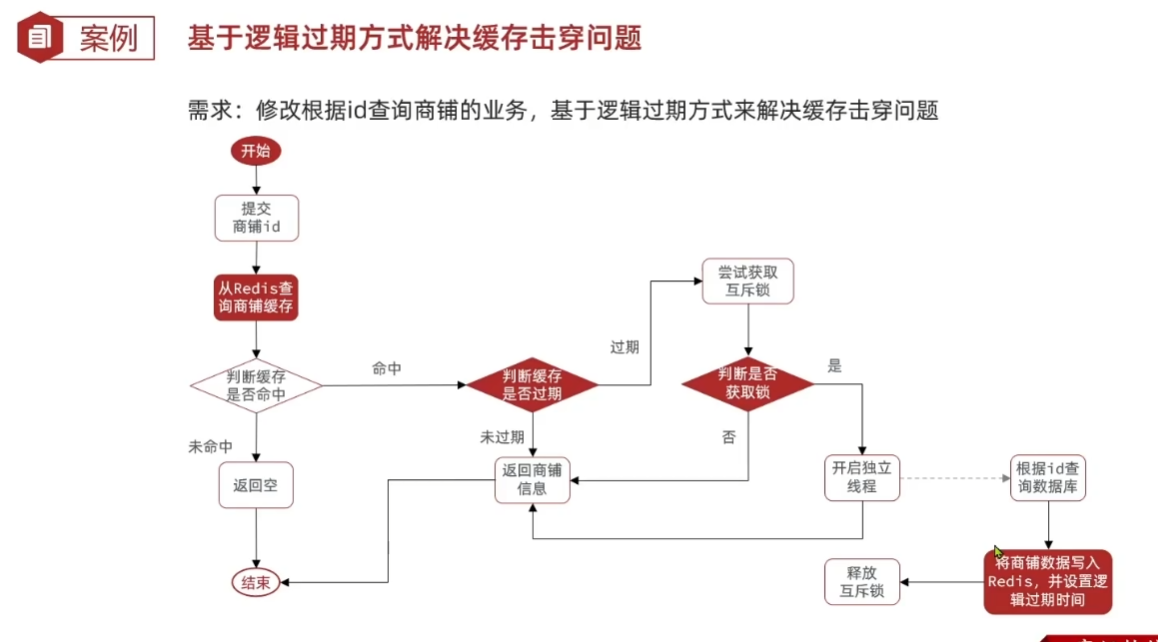 案例
基于逻辑过期方式解决缓存击穿问题
需求：修改根据id查询商铺的业务，基于逻辑过期方式来解决缓存击穿问题
开始
提交
商铺id
从Redis查
询商铺缓存
判断缓存
是否命中
命中
未命中
返回空
结束
判断缓存
是否过期
过期
未过期
返回商铺
信息
尝试获取
互斥锁
判断是否
获取锁
是
否
开启独立
线程
根据id查
询数据库
将商铺数据写入
Redis，并设置逻
辑过期时间
释放
互斥锁